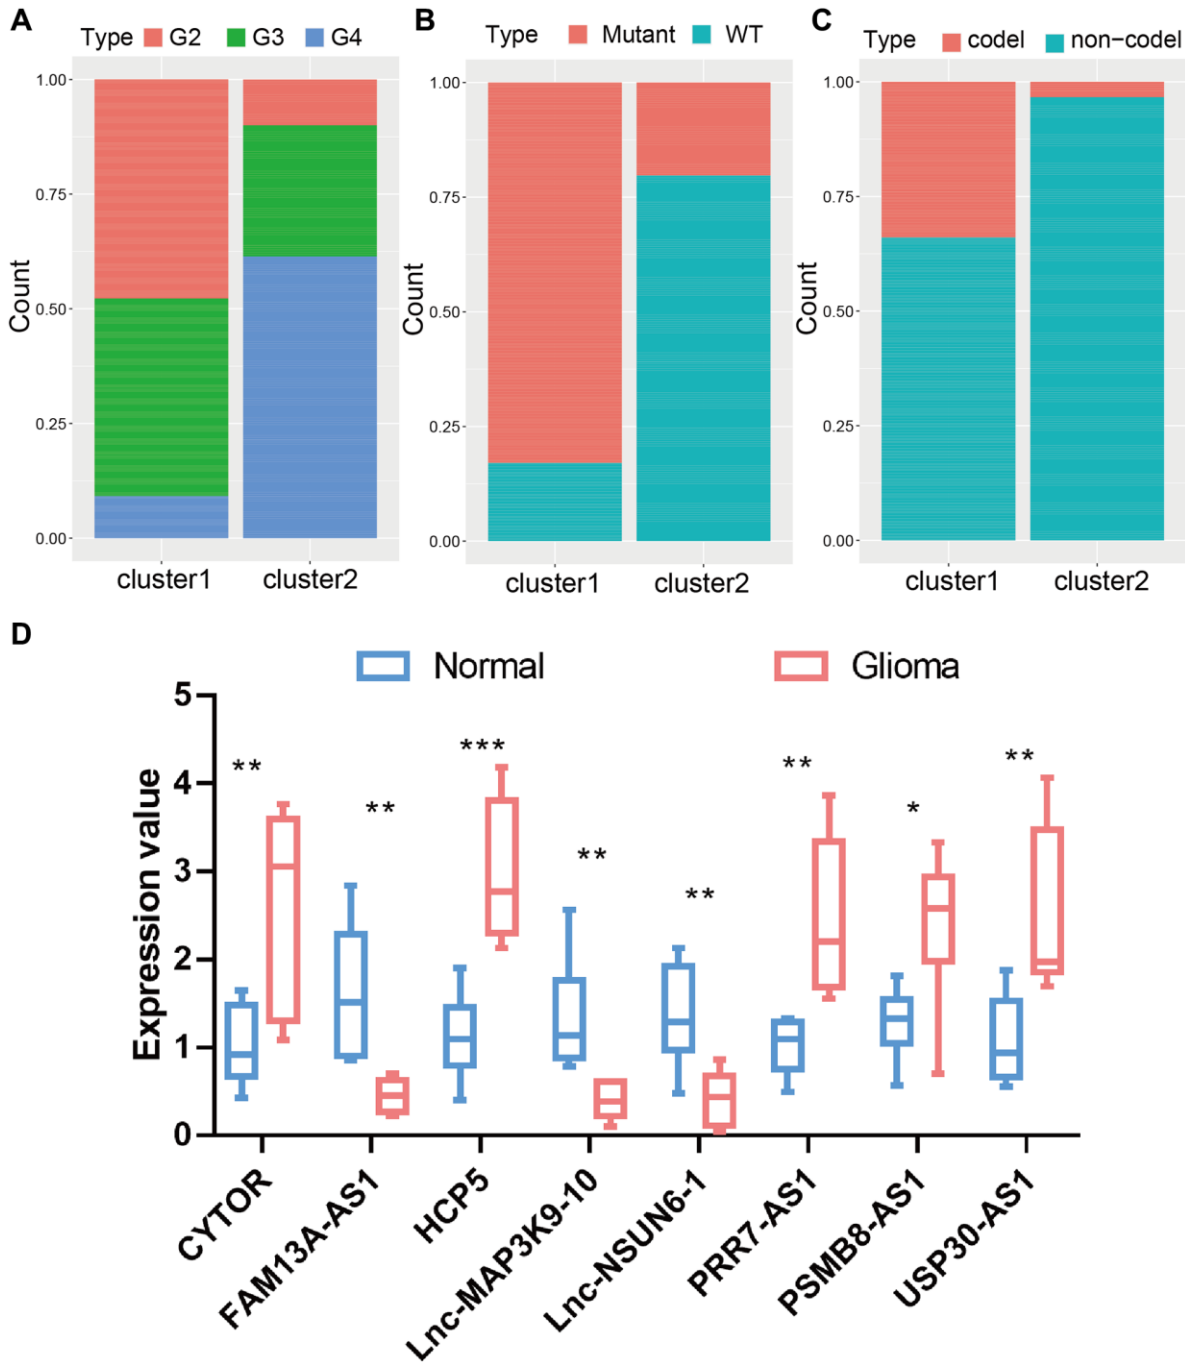 A
Type G2 G3 G4
1.00
0.75
0.50
0.25
0.00
Count
cluster1 cluster2
B
Type Mutant WT
1.00
0.75
0.50
0.25
0.00
Count
cluster1 cluster2
C
Type codel non−codel
1.00
0.75
0.50
0.25
0.00
Count
cluster1 cluster2
D
Normal Glioma
Expression value
5
4
3
2
1
0
** ** *** ** ** ** * **
CYTOR
FAM13A-AS1
HCP5
Lnc-MAP3K9-10
Lnc-NSUN6-1
PRR7-AS1
PSMB8-AS1
USP30-AS1